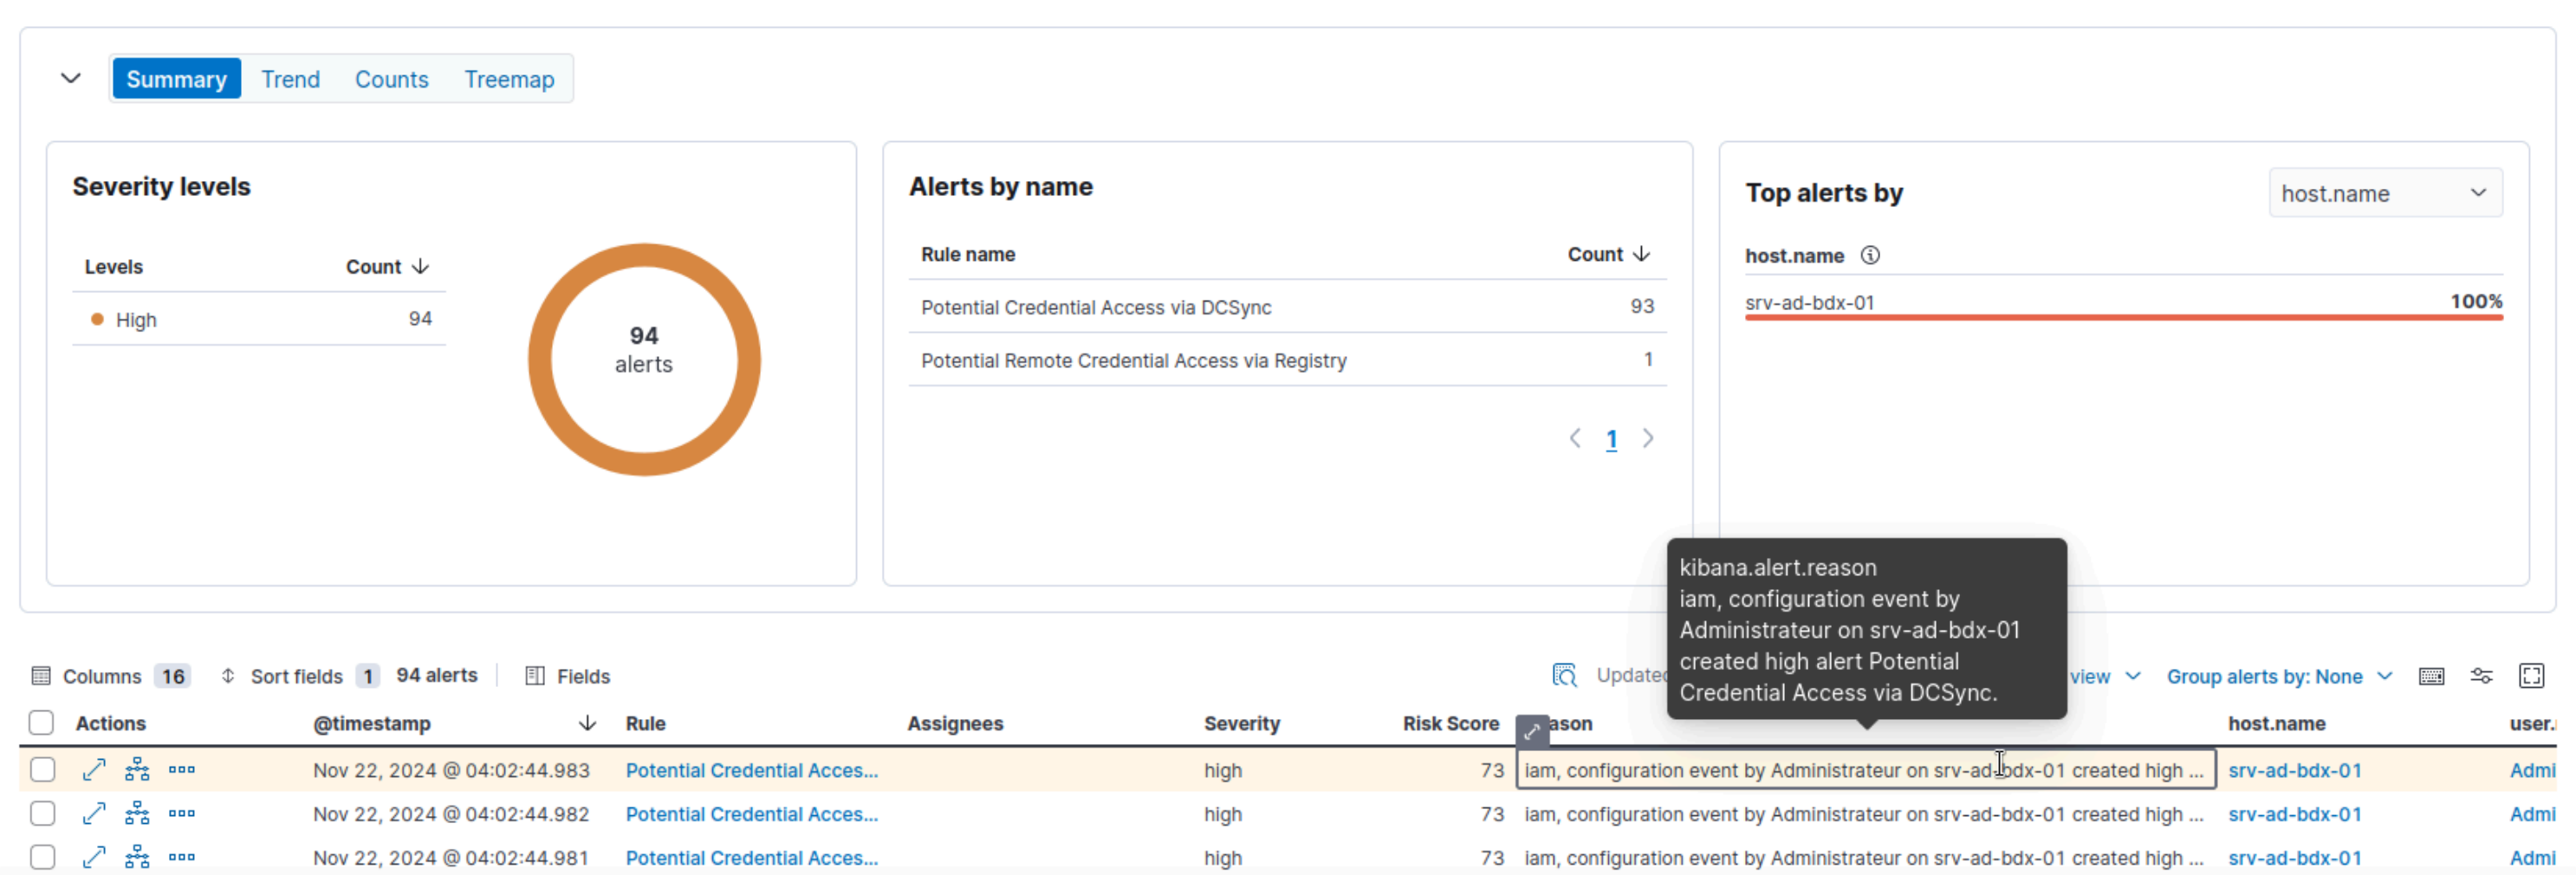 Summary Trend Counts Treemap
Severity levels
Levels Count
High 94
94
alerts
Alerts by name
Rule name Count
Potential Credential Access via DCSync 93
Potential Remote Credential Access via Registry 1
1
Top alerts by host.name
host.name
srv-ad-bdx-01 100%
kibana.alert.reason
iam, configuration event by
Administrateur on srv-ad-bdx-01
created high alert Potential
Credential Access via DCSync.
Columns 16 Sort fields 1 94 alerts Fields view Group alerts by: None
Actions @timestamp Rule Assignees Severity Risk Score host.name
Nov 22, 2024 @ 04:02:44.983 Potential Credential Acces... high 73 iam, configuration event by Administrateur on srv-ad-bdx-01 created high ... srv-ad-bdx-01 Admi
Nov 22, 2024 @ 04:02:44.982 Potential Credential Acces... high 73 iam, configuration event by Administrateur on srv-ad-bdx-01 created high ... srv-ad-bdx-01 Admi
Nov 22, 2024 @ 04:02:44.981 Potential Credential Acces... high 73 iam, configuration event by Administrateur on srv-ad-bdx-01 created high ... srv-ad-bdx-01 Admi